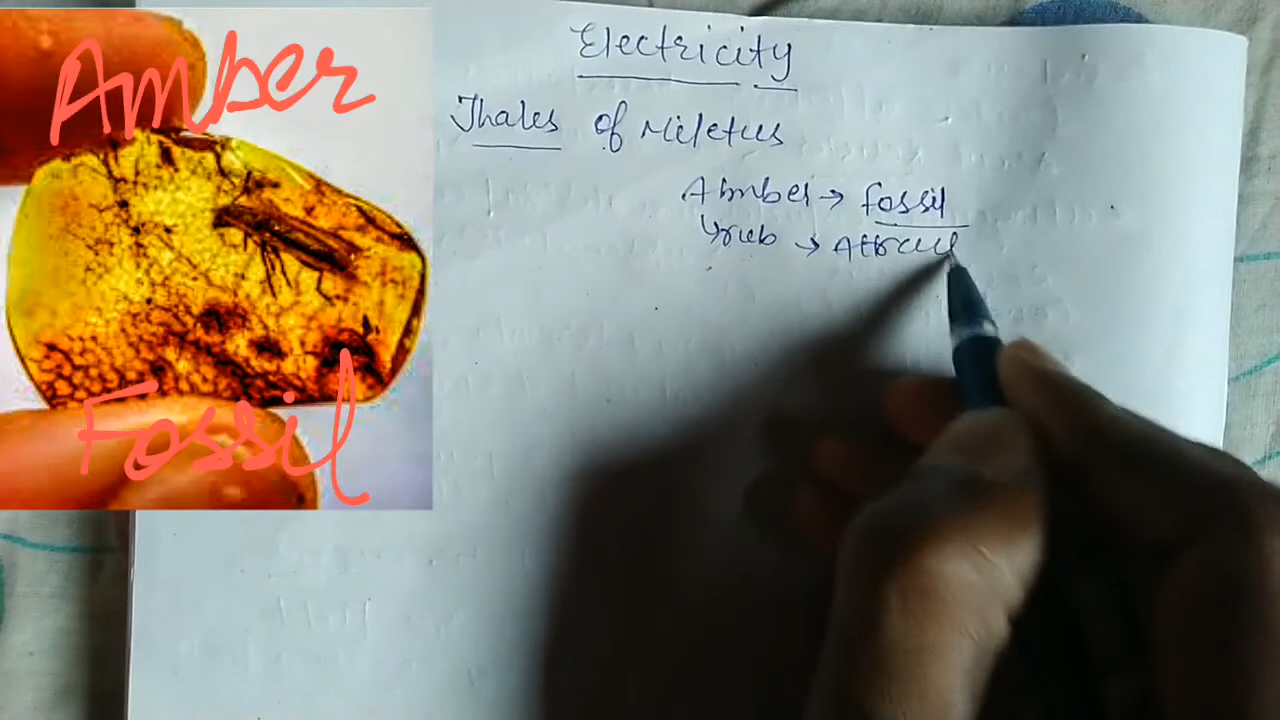 Amber
Fossil
Electricity
Thales of Miletus
Amber → fossil
↳rub → Attract